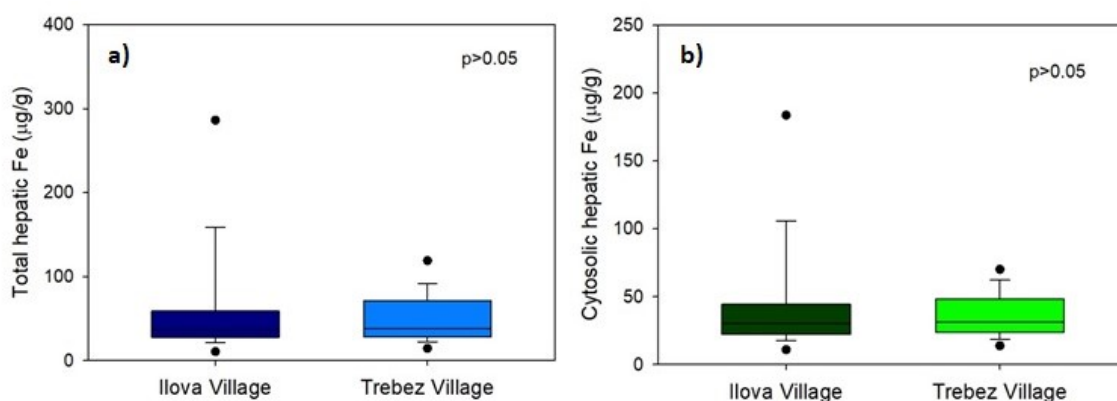 a)
p>0.05
Total hepatic Fe (µg/g)
400
300
200
100
0
Ilova Village
Trebez Village
b)
p>0.05
Cytosolic hepatic Fe (µg/g)
250
200
150
100
50
0
Ilova Village
Trebez Village